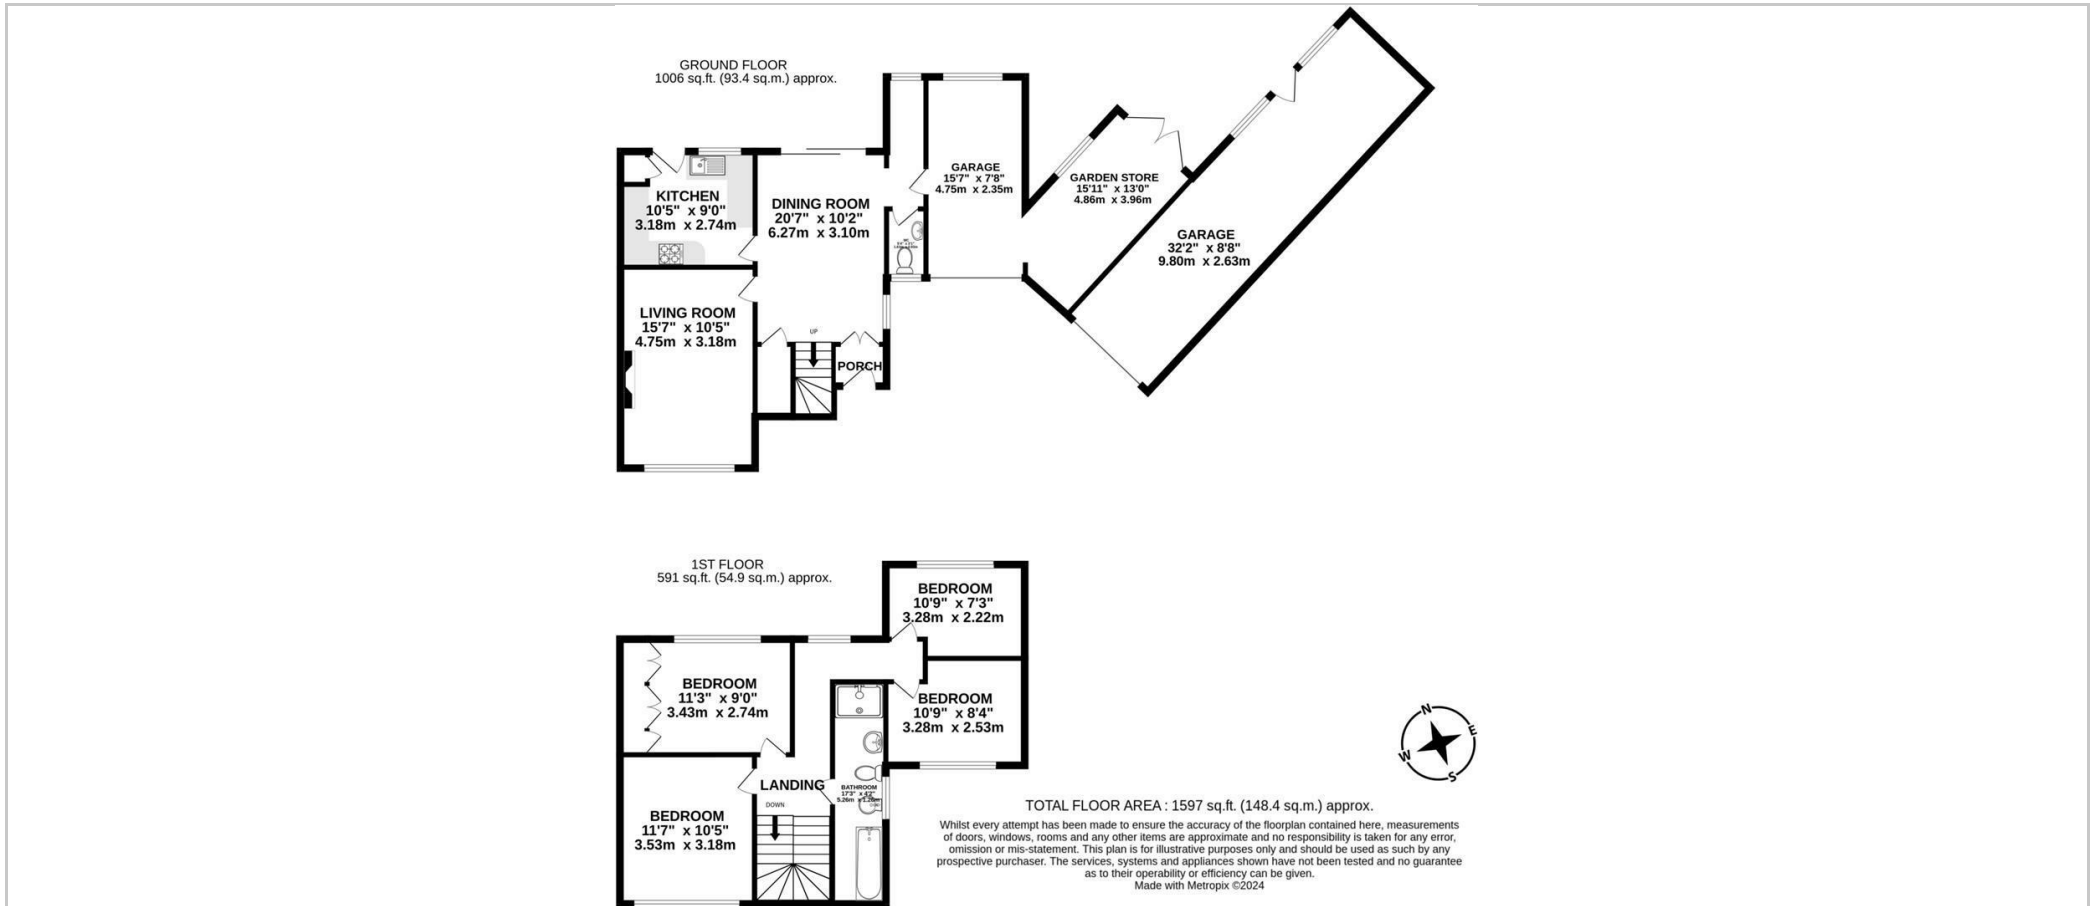 GROUND FLOOR
1006 sq.ft. (93.4 sq.m.) approx.
KITCHEN
10'5" x 9'0"
3.18m x 2.74m
DINING ROOM
20'7" x 10'2"
6.27m x 3.10m
GARAGE
15'7" x 7'8"
4.75m x 2.35m
GARDEN STORE
15'11" x 13'0"
4.86m x 3.96m
GARAGE
32'2" x 8'8"
9.80m x 2.63m
WC
LIVING ROOM
15'7" x 10'5"
4.75m x 3.18m
UP
PORCH
1ST FLOOR
591 sq.ft. (54.9 sq.m.) approx.
BEDROOM
10'9" x 7'3"
3.28m x 2.22m
BEDROOM
11'3" x 9'0"
3.43m x 2.74m
BEDROOM
10'9" x 8'4"
3.28m x 2.53m
LANDING
DOWN
BATHROOM
17'3" x 4'2"
5.26m x 1.26m
BEDROOM
11'7" x 10'5"
3.53m x 3.18m
N
E
W
S
TOTAL FLOOR AREA : 1597 sq.ft. (148.4 sq.m.) approx.
Whilst every attempt has been made to ensure the accuracy of the floorplan contained here, measurements
of doors, windows, rooms and any other items are approximate and no responsibility is taken for any error,
omission or mis-statement. This plan is for illustrative purposes only and should be used as such by any
prospective purchaser. The services, systems and appliances shown have not been tested and no guarantee
as to their operability or efficiency can be given.
Made with Metropix ©2024